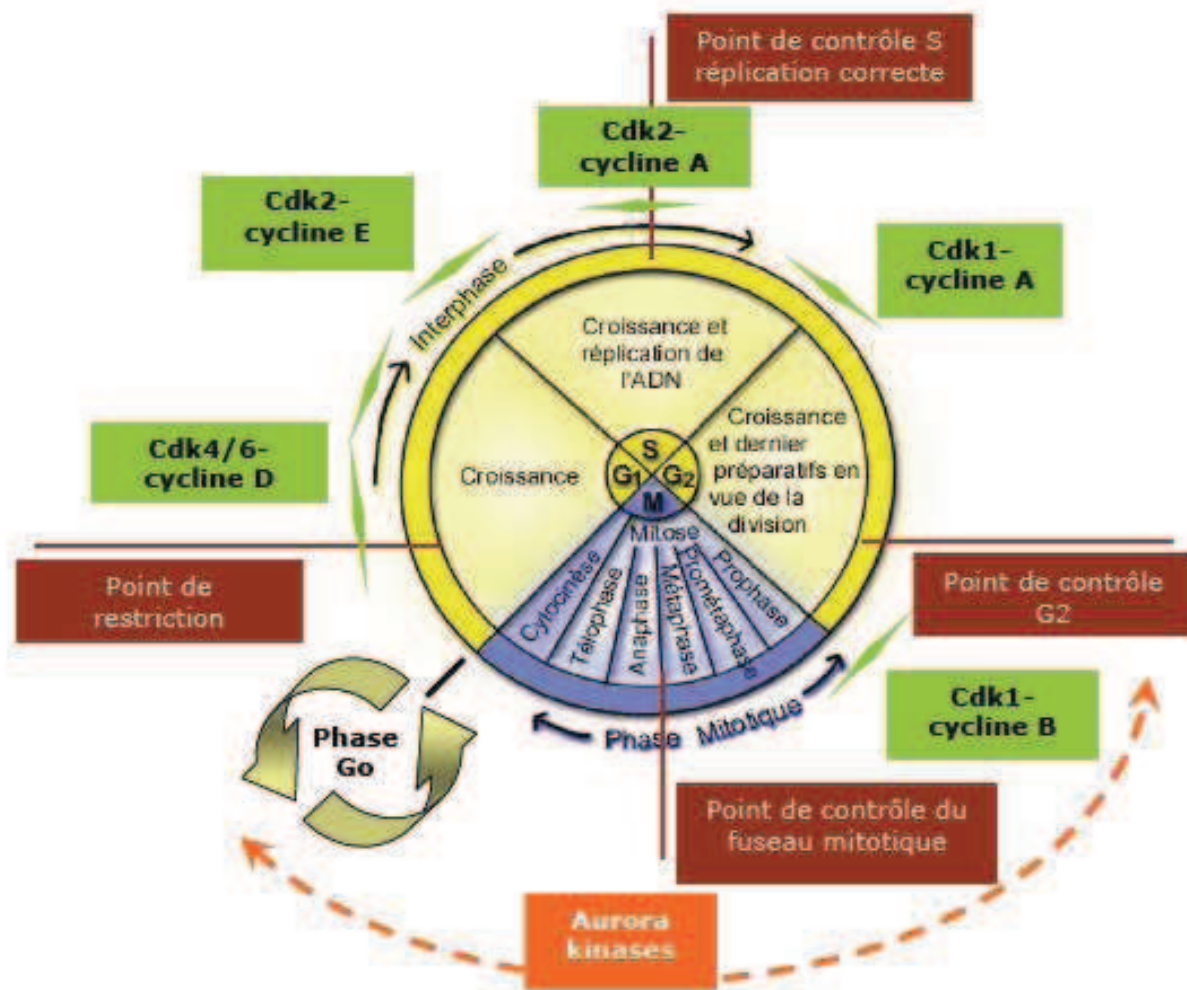 Point de contrôle S
réplication correcte
Cdk2-
cycline A
Cdk2-
cycline E
Cdk1-
cycline A
Interphase
Croissance et
réplication de
l'ADN
Cdk4/6-
cycline D
Croissance
Croissance
et dernier
préparatifs en
vue de la
division
S
G1
G2
M
Mitose
Cytocinèse
Télophase
Anaphase
Métaphase
Prométaphase
Prophase
Point de
restriction
Point de contrôle
G2
Cdk1-
cycline B
Phase Mitotique
Phase
Go
Point de contrôle du
fuseau mitotique
Aurora
kinases